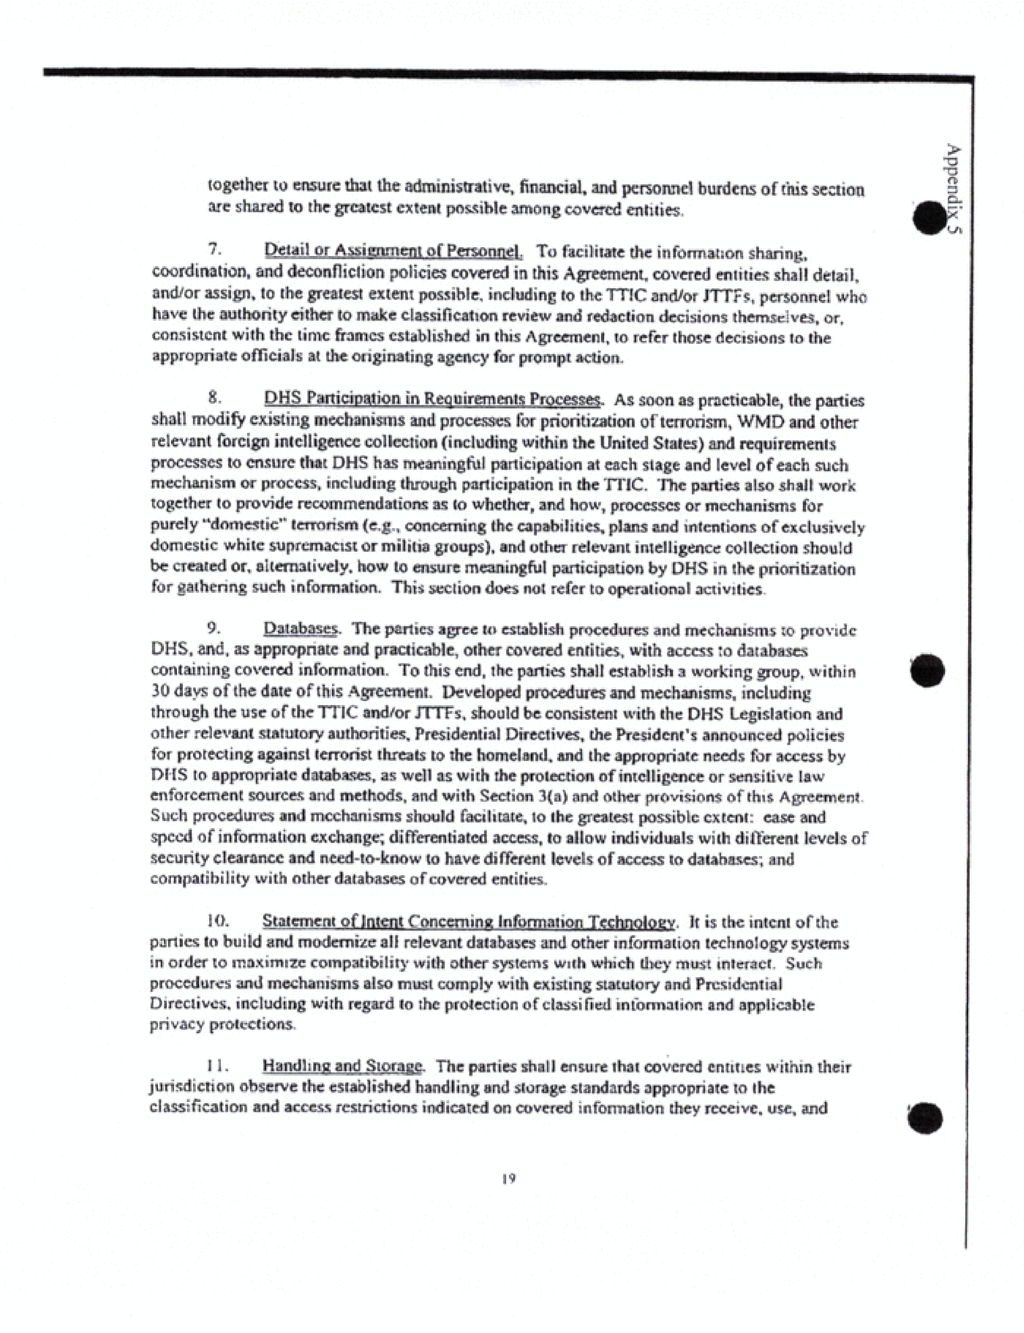 Appendix 5
together to ensure that the administrative, financial, and personnel burdens of this section
are shared to the greatest extent possible among covered entities.
7. Detail or Assignment of Personnel. To facilitate the information sharing,
coordination, and deconfliction policies covered in this Agreement, covered entities shall detail,
and/or assign, to the greatest extent possible, including to the TTIC and/or JTTFs, personnel who
have the authority either to make classification review and redaction decisions themselves, or,
consistent with the time frames established in this Agreement, to refer those decisions to the
appropriate officials at the originating agency for prompt action.
8. DHS Participation in Requirements Processes. As soon as practicable, the parties
shall modify existing mechanisms and processes for prioritization of terrorism, WMD and other
relevant foreign intelligence collection (including within the United States) and requirements
processes to ensure that DHS has meaningful participation at each stage and level of each such
mechanism or process, including through participation in the TTIC. The parties also shall work
together to provide recommendations as to whether, and how, processes or mechanisms for
purely "domestic" terrorism (e.g., concerning the capabilities, plans and intentions of exclusively
domestic white supremacist or militia groups), and other relevant intelligence collection should
be created or, alternatively, how to ensure meaningful participation by DHS in the prioritization
for gathering such information. This section does not refer to operational activities.
9. Databases. The parties agree to establish procedures and mechanisms to provide
DHS, and, as appropriate and practicable, other covered entities, with access to databases
containing covered information. To this end, the parties shall establish a working group, within
30 days of the date of this Agreement. Developed procedures and mechanisms, including
through the use of the TTIC and/or JTTFs, should be consistent with the DHS Legislation and
other relevant statutory authorities, Presidential Directives, the President's announced policies
for protecting against terrorist threats to the homeland, and the appropriate needs for access by
DHS to appropriate databases, as well as with the protection of intelligence or sensitive law
enforcement sources and methods, and with Section 3(a) and other provisions of this Agreement.
Such procedures and mechanisms should facilitate, to the greatest possible extent: ease and
speed of information exchange; differentiated access, to allow individuals with different levels of
security clearance and need-to-know to have different levels of access to databases; and
compatibility with other databases of covered entities.
10. Statement of Intent Concerning Information Technology. It is the intent of the
parties to build and modernize all relevant databases and other information technology systems
in order to maximize compatibility with other systems with which they must interact. Such
procedures and mechanisms also must comply with existing statutory and Presidential
Directives, including with regard to the protection of classified information and applicable
privacy protections.
11. Handling and Storage. The parties shall ensure that covered entities within their
jurisdiction observe the established handling and storage standards appropriate to the
classification and access restrictions indicated on covered information they receive, use, and
19